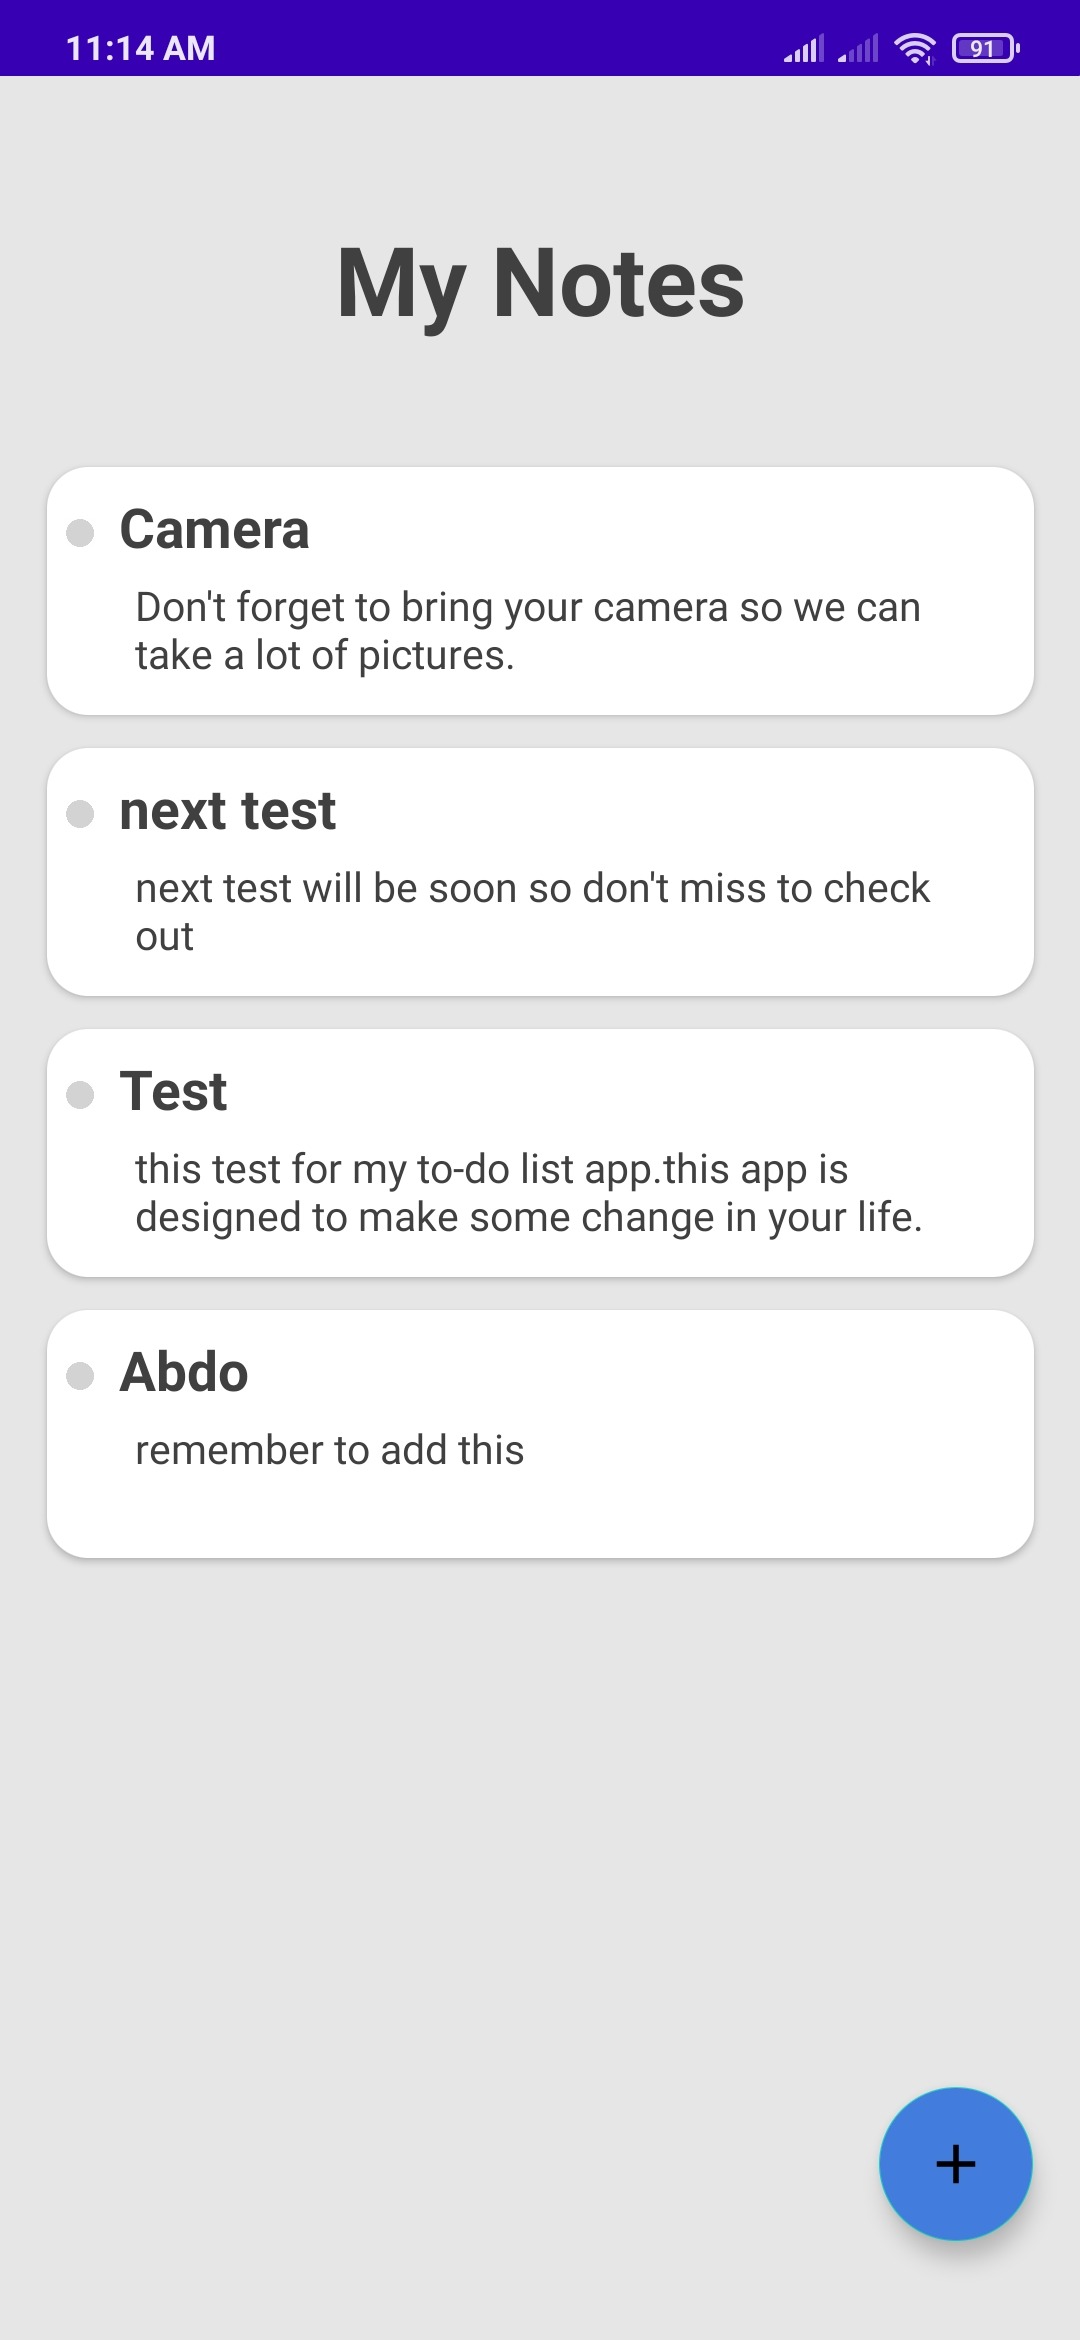 11:14 AM
91
My Notes
Camera
Don't forget to bring your camera so we can
take a lot of pictures.
next test
next test will be soon so don't miss to check
out
Test
this test for my to-do list app.this app is
designed to make some change in your life.
Abdo
remember to add this
+